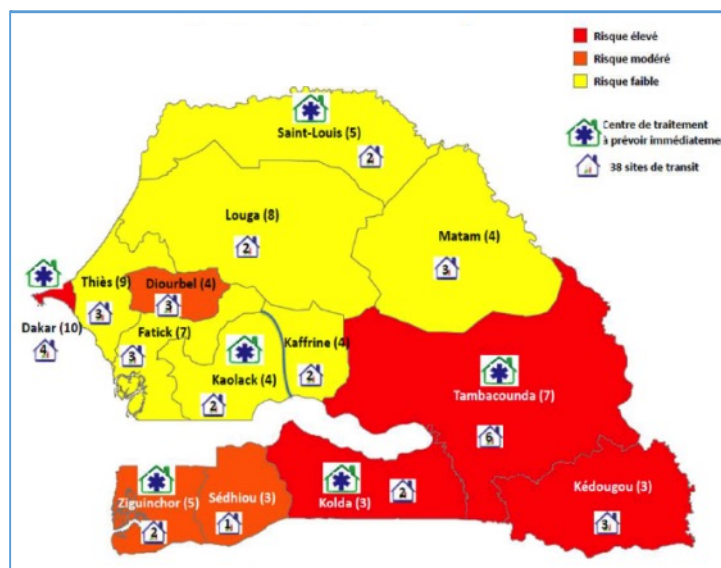 Risque élevé
Risque modéré
Risque faible
Centre de traitement
à prévoir immédiateme
38 sites de transit
Saint-Louis (5)
2
Louga (8)
2
Matam (4)
3
Thiès (9)
3
Diourbel (4)
3
Dakar (10)
4
Fatick (7)
3
Kaolack (4)
2
Kaffrine (4)
2
Tambacounda (7)
6
Ziguinchor (5)
2
Sédhiou (3)
1
Kolda (3)
2
Kédougou (3)
3